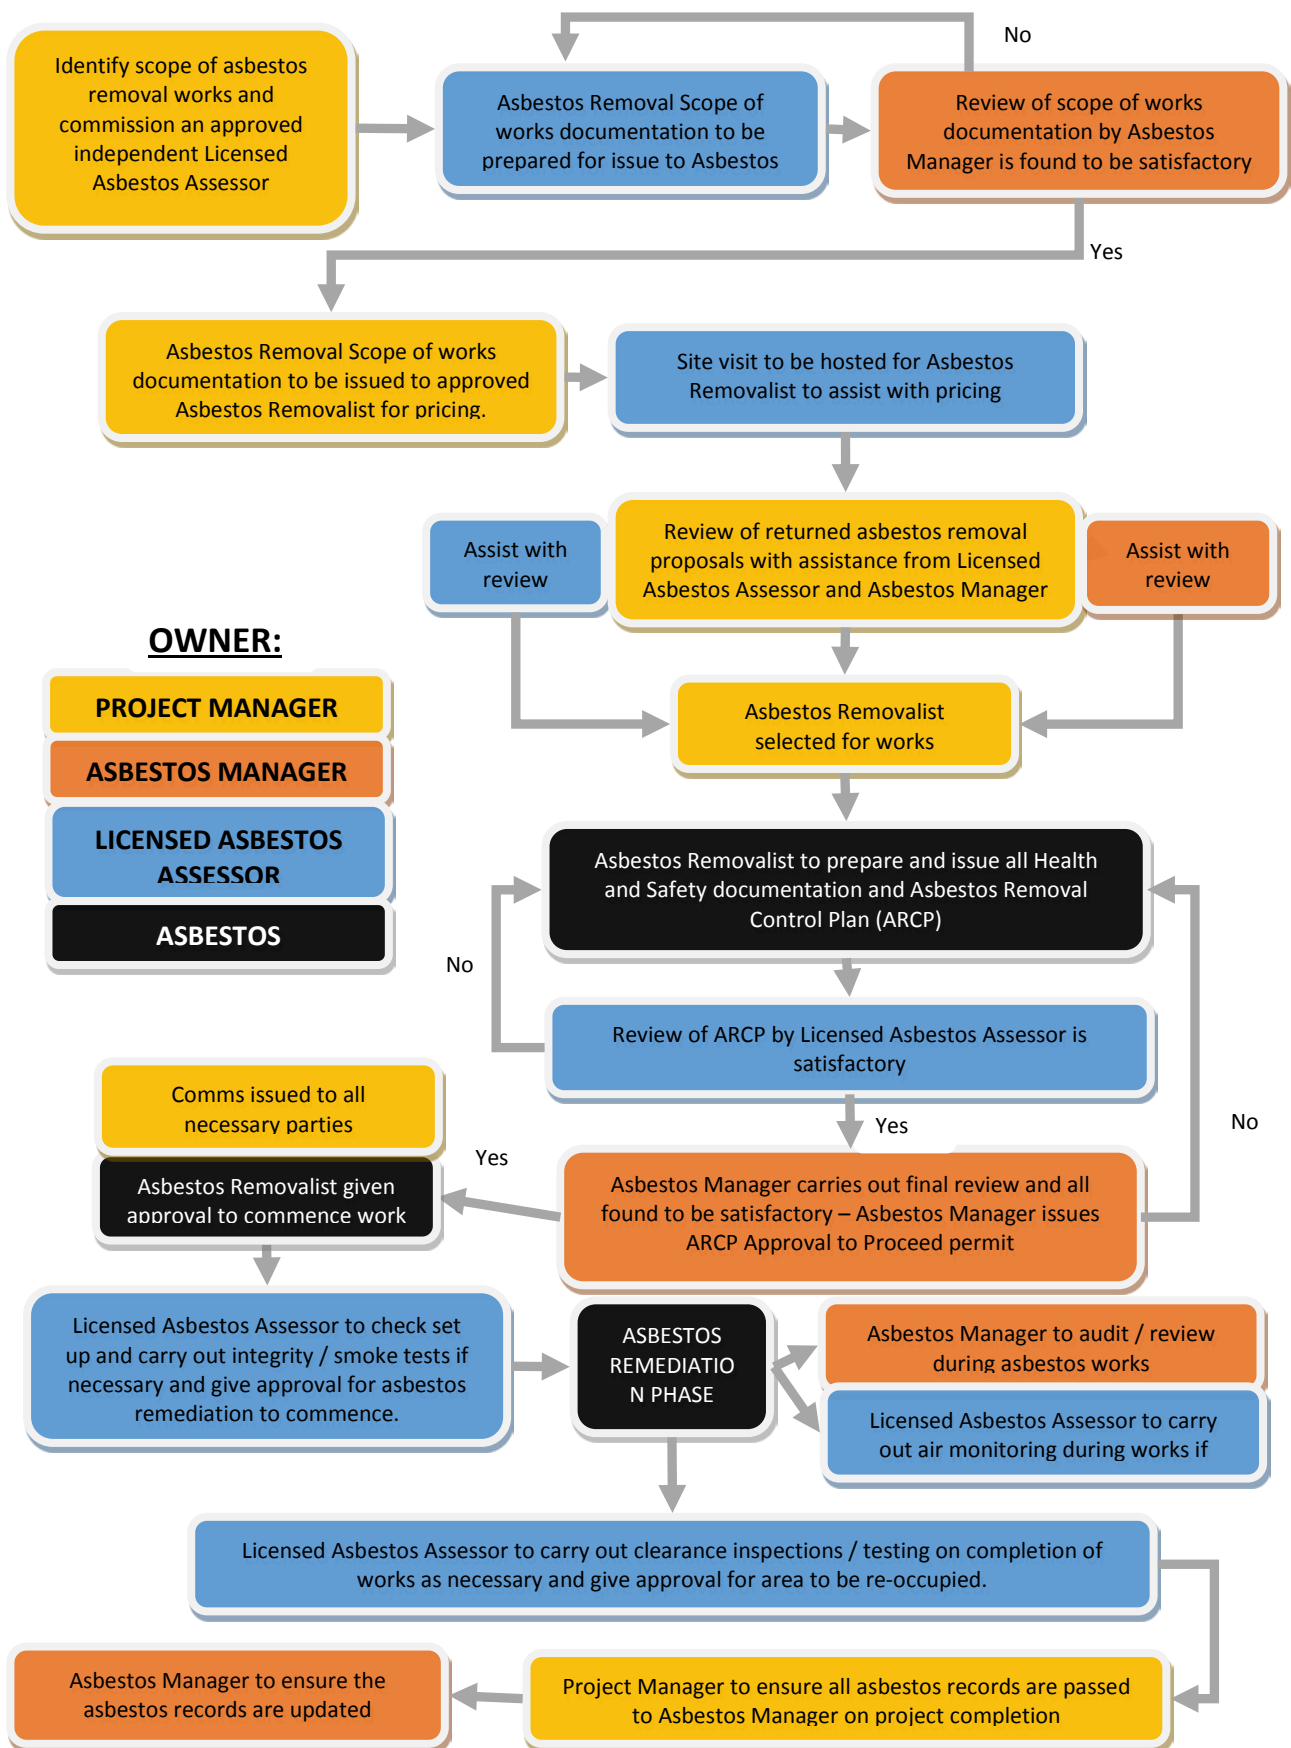 No
Identify scope of asbestos
removal works and
commission an approved
independent Licensed
Asbestos Assessor
Asbestos Removal Scope of
works documentation to be
prepared for issue to Asbestos
Review of scope of works
documentation by Asbestos
Manager is found to be satisfactory
Yes
Asbestos Removal Scope of works
documentation to be issued to approved
Asbestos Removalist for pricing.
Site visit to be hosted for Asbestos
Removalist to assist with pricing
Assist with
review
Review of returned asbestos removal
proposals with assistance from Licensed
Asbestos Assessor and Asbestos Manager
Assist with
review
OWNER:
PROJECT MANAGER
ASBESTOS MANAGER
LICENSED ASBESTOS
ASSESSOR
ASBESTOS
Asbestos Removalist
selected for works
Asbestos Removalist to prepare and issue all Health
and Safety documentation and Asbestos Removal
Control Plan (ARCP)
No
Review of ARCP by Licensed Asbestos Assessor is
satisfactory
Yes
No
Asbestos Manager carries out final review and all
found to be satisfactory – Asbestos Manager issues
ARCP Approval to Proceed permit
Yes
Comms issued to all
necessary parties
Asbestos Removalist given
approval to commence work
Licensed Asbestos Assessor to check set
up and carry out integrity / smoke tests if
necessary and give approval for asbestos
remediation to commence.
ASBESTOS
REMEDIATIO
N PHASE
Asbestos Manager to audit / review
during asbestos works
Licensed Asbestos Assessor to carry
out air monitoring during works if
Licensed Asbestos Assessor to carry out clearance inspections / testing on completion of
works as necessary and give approval for area to be re-occupied.
Asbestos Manager to ensure the
asbestos records are updated
Project Manager to ensure all asbestos records are passed
to Asbestos Manager on project completion